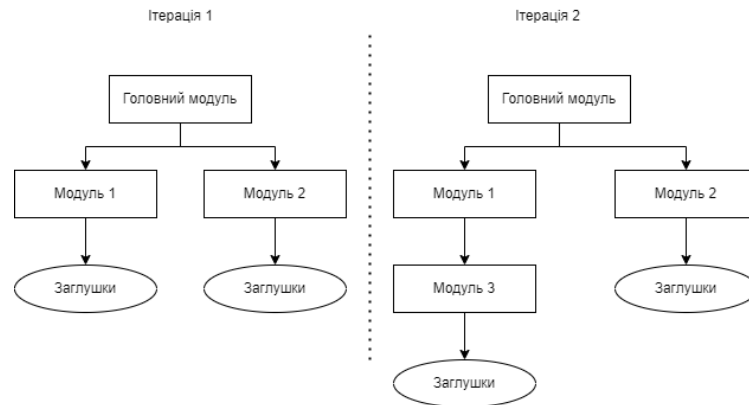 Ітерація 1
Ітерація 2
Головний модуль
Головний модуль
Модуль 1
Модуль 2
Модуль 1
Модуль 2
Заглушки
Заглушки
Модуль 3
Заглушки
Заглушки